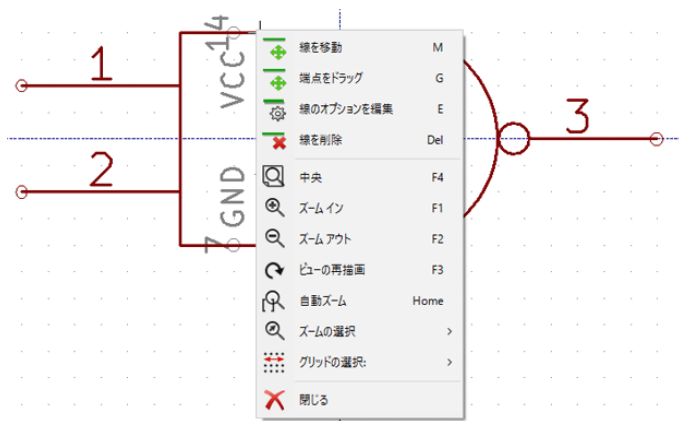 14
VCC
1
2
GND
7
3
線を移動 M
端点をドラッグ G
線のオプションを編集 E
線を削除 Del
中央 F4
ズーム イン F1
ズーム アウト F2
ビューの再描画 F3
自動ズーム Home
ズームの選択 >
グリッドの選択: >
閉じる